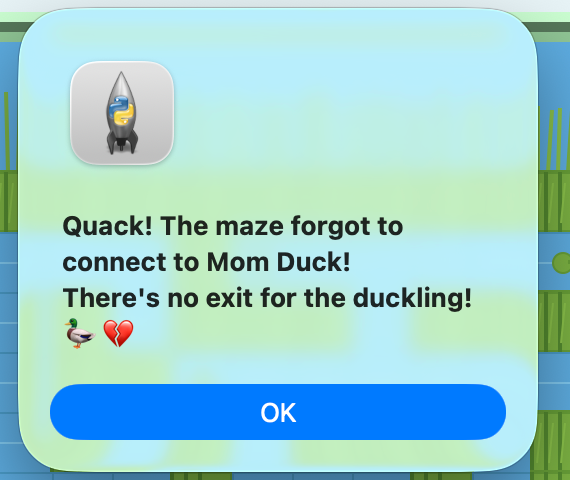 Quack! The maze forgot to
connect to Mom Duck!
There's no exit for the duckling!
🦆 💔
OK